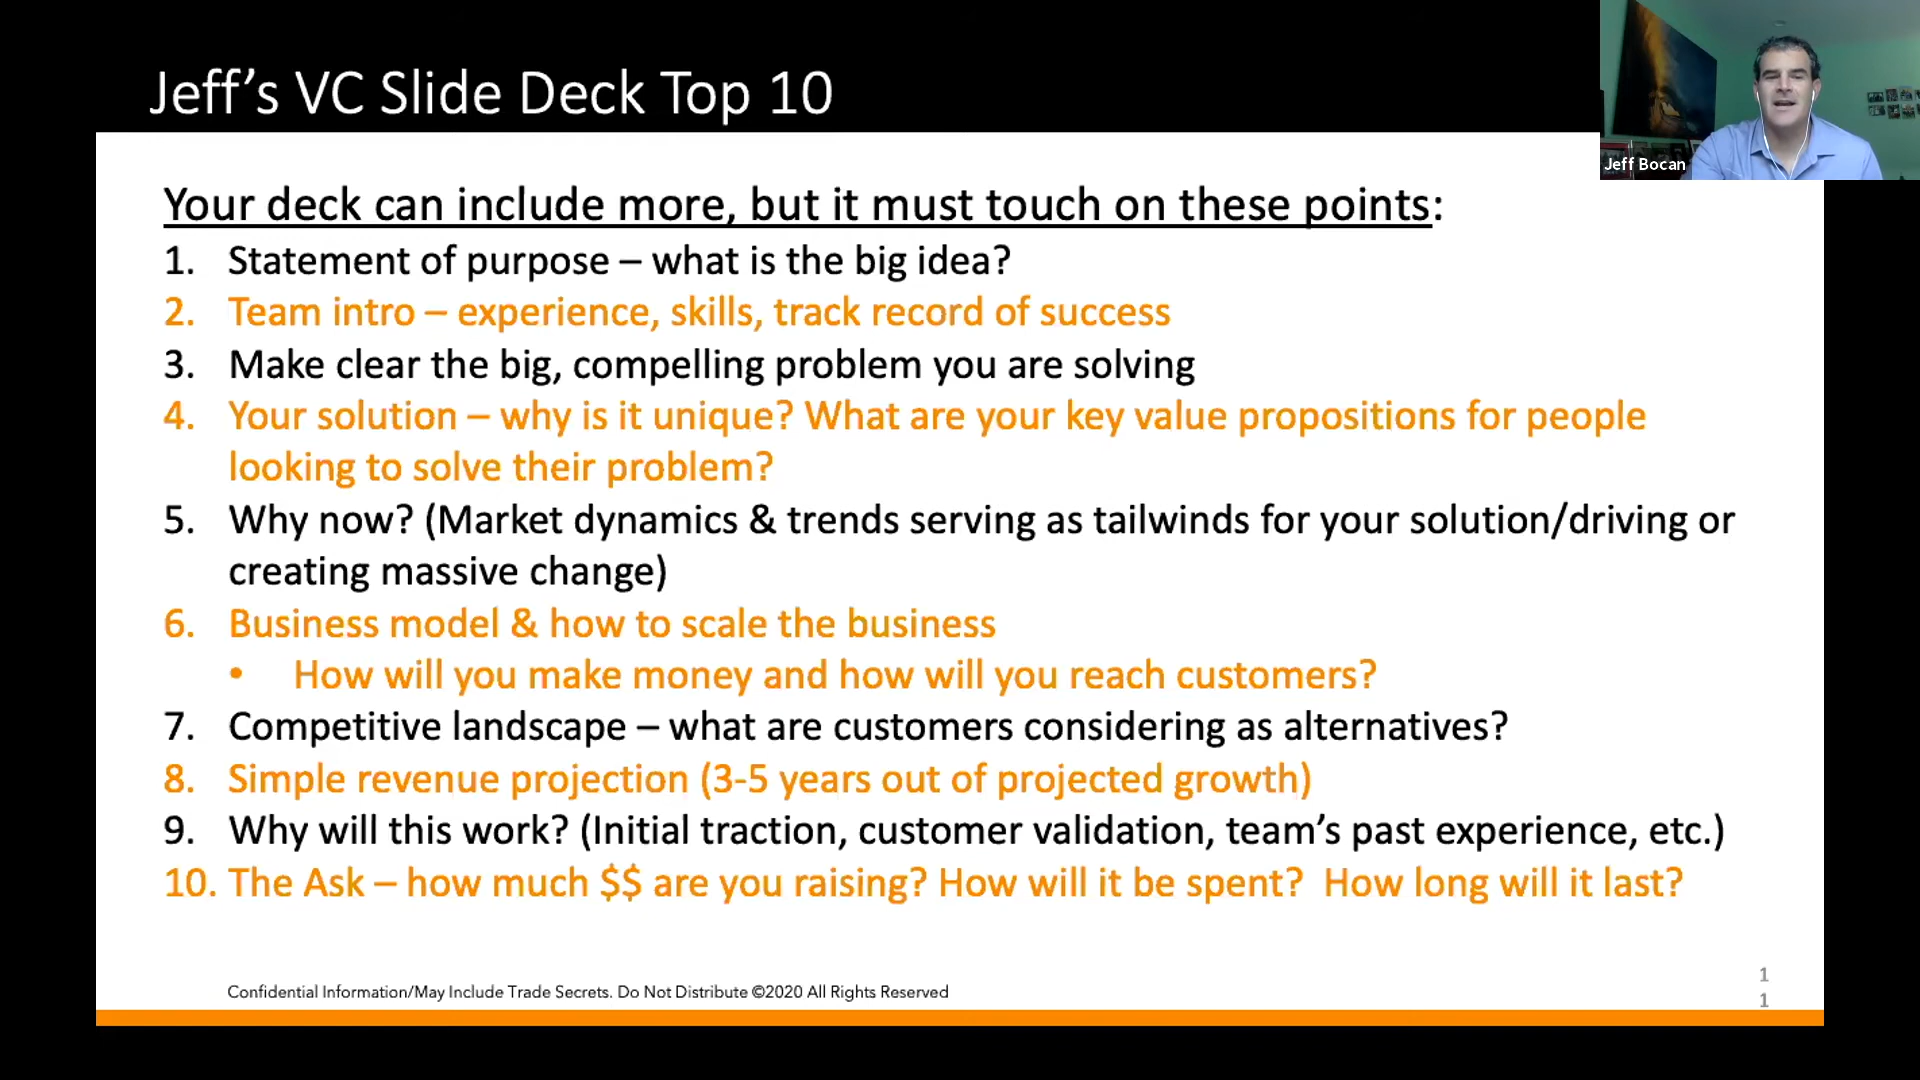 Jeff's VC Slide Deck Top 10
Jeff Bocan
Your deck can include more, but it must touch on these points:
1. Statement of purpose – what is the big idea?
2. Team intro – experience, skills, track record of success
3. Make clear the big, compelling problem you are solving
4. Your solution – why is it unique? What are your key value propositions for people
looking to solve their problem?
5. Why now? (Market dynamics & trends serving as tailwinds for your solution/driving or
creating massive change)
6. Business model & how to scale the business
• How will you make money and how will you reach customers?
7. Competitive landscape – what are customers considering as alternatives?
8. Simple revenue projection (3-5 years out of projected growth)
9. Why will this work? (Initial traction, customer validation, team's past experience, etc.)
10. The Ask – how much $$ are you raising? How will it be spent?  How long will it last?
Confidential Information/May Include Trade Secrets. Do Not Distribute ©2020 All Rights Reserved
1
1